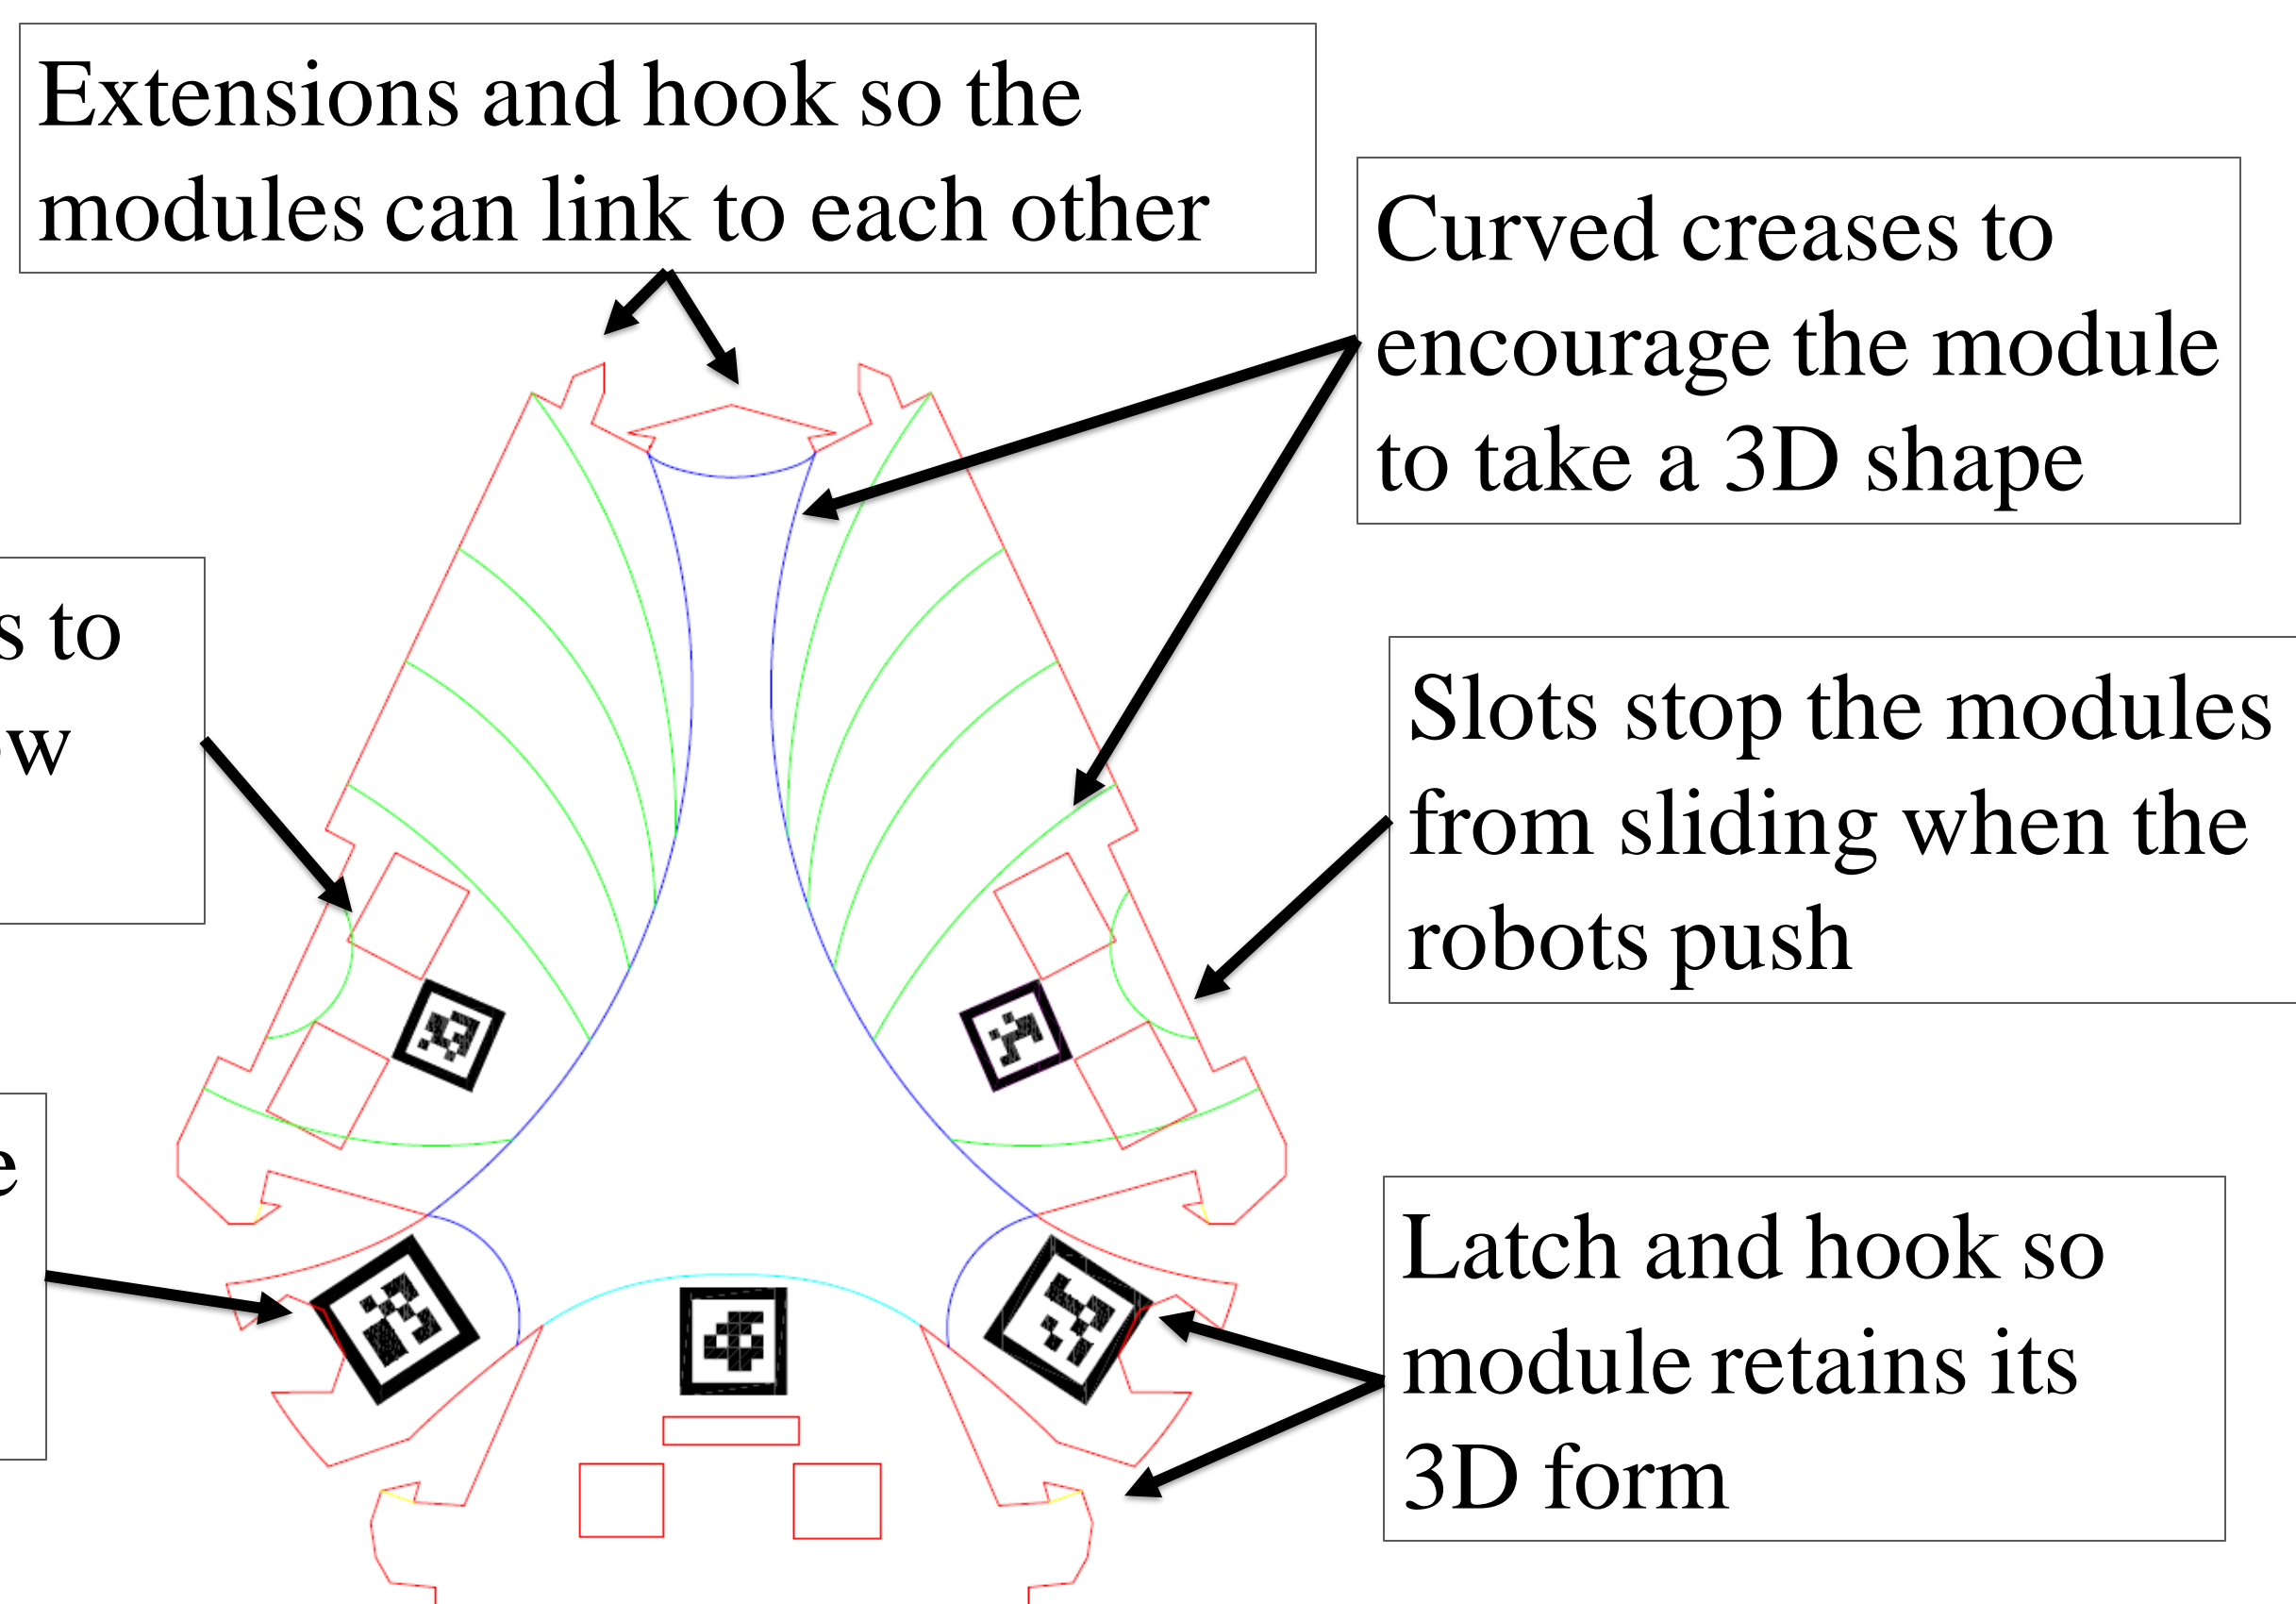 Extensions and hook so the
modules can link to each other
Curved creases to
encourage the module
to take a 3D shape
s to
ow
Slots stop the modules
from sliding when the
robots push
e
Latch and hook so
module retains its
3D form